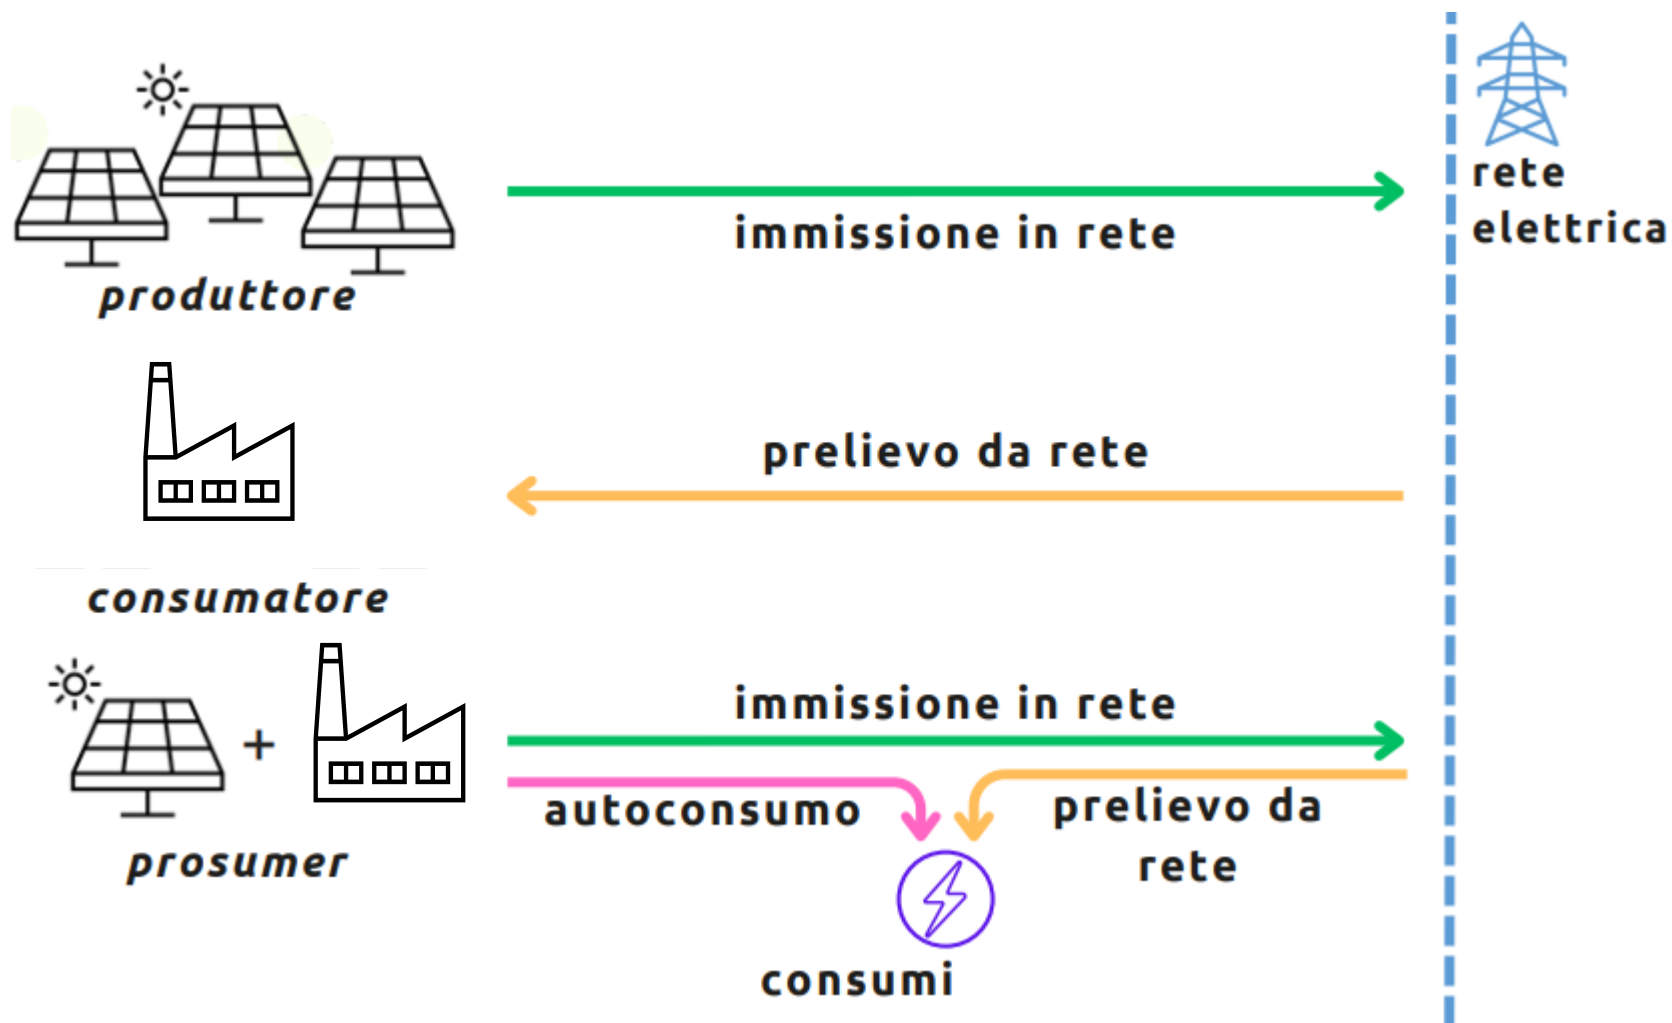 rete
elettrica
immissione in rete
produttore
prelievo da rete
consumatore
immissione in rete
+
autoconsumo
prelievo da
rete
prosumer
consumi